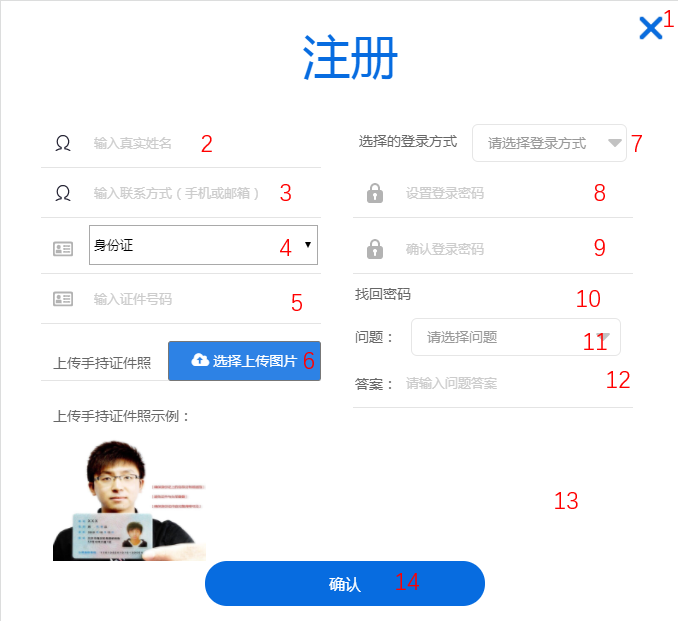 1
注册
输入真实姓名 2
选择的登录方式 请选择登录方式 7
输入联系方式（手机或邮箱） 3
设置登录密码 8
身份证 4
确认登录密码 9
输入证件号码 5
找回密码 10
问题： 请选择问题 11
上传手持证件照 选择上传图片 6
答案： 请输入问题答案 12
上传手持证件照示例：
13
确认 14